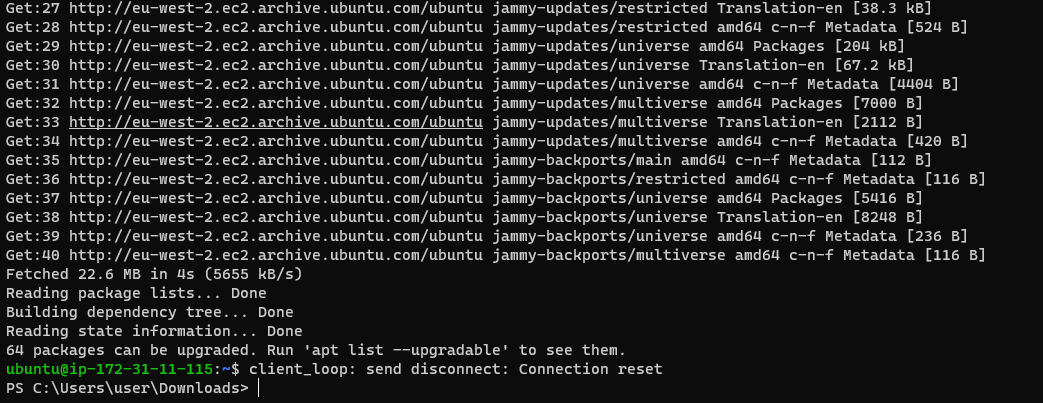 Get:27 http://eu-west-2.ec2.archive.ubuntu.com/ubuntu jammy-updates/restricted Translation-en [38.3 kB]
Get:28 http://eu-west-2.ec2.archive.ubuntu.com/ubuntu jammy-updates/restricted amd64 c-n-f Metadata [524 B]
Get:29 http://eu-west-2.ec2.archive.ubuntu.com/ubuntu jammy-updates/universe amd64 Packages [204 kB]
Get:30 http://eu-west-2.ec2.archive.ubuntu.com/ubuntu jammy-updates/universe Translation-en [67.2 kB]
Get:31 http://eu-west-2.ec2.archive.ubuntu.com/ubuntu jammy-updates/universe amd64 c-n-f Metadata [4404 B]
Get:32 http://eu-west-2.ec2.archive.ubuntu.com/ubuntu jammy-updates/multiverse amd64 Packages [7000 B]
Get:33 http://eu-west-2.ec2.archive.ubuntu.com/ubuntu jammy-updates/multiverse Translation-en [2112 B]
Get:34 http://eu-west-2.ec2.archive.ubuntu.com/ubuntu jammy-updates/multiverse amd64 c-n-f Metadata [420 B]
Get:35 http://eu-west-2.ec2.archive.ubuntu.com/ubuntu jammy-backports/main amd64 c-n-f Metadata [112 B]
Get:36 http://eu-west-2.ec2.archive.ubuntu.com/ubuntu jammy-backports/restricted amd64 c-n-f Metadata [116 B]
Get:37 http://eu-west-2.ec2.archive.ubuntu.com/ubuntu jammy-backports/universe amd64 Packages [5416 B]
Get:38 http://eu-west-2.ec2.archive.ubuntu.com/ubuntu jammy-backports/universe Translation-en [8248 B]
Get:39 http://eu-west-2.ec2.archive.ubuntu.com/ubuntu jammy-backports/universe amd64 c-n-f Metadata [236 B]
Get:40 http://eu-west-2.ec2.archive.ubuntu.com/ubuntu jammy-backports/multiverse amd64 c-n-f Metadata [116 B]
Fetched 22.6 MB in 4s (5655 kB/s)
Reading package lists... Done
Building dependency tree... Done
Reading state information... Done
64 packages can be upgraded. Run 'apt list --upgradable' to see them.
ubuntu@ip-172-31-11-115:~$ client_loop: send disconnect: Connection reset
PS C:\Users\user\Downloads>